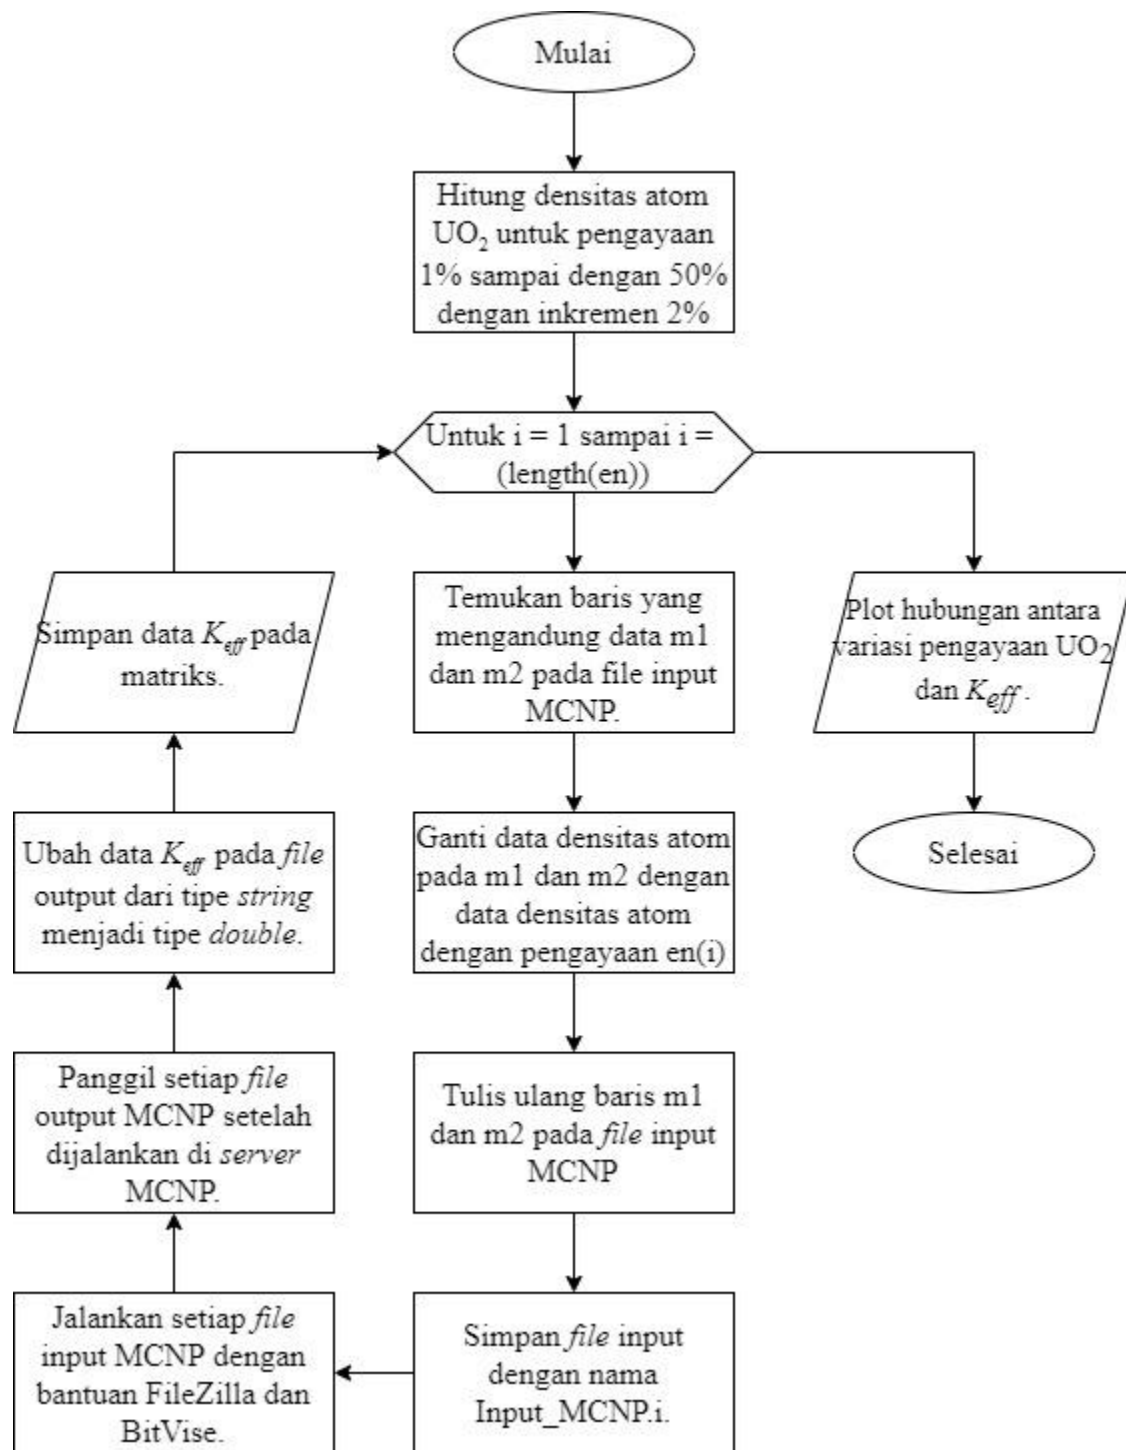 Mulai
Hitung densitas atom
UO₂ untuk pengayaan
1% sampai dengan 50%
dengan inkremen 2%
Untuk i = 1 sampai i =
(length(en))
Temukan baris yang
mengandung data m1
dan m2 pada file input
MCNP.
Ganti data densitas atom
pada m1 dan m2 dengan
data densitas atom
dengan pengayaan en(i)
Tulis ulang baris m1
dan m2 pada file input
MCNP
Simpan file input
dengan nama
Input_MCNP.i.
Jalankan setiap file
input MCNP dengan
bantuan FileZilla dan
BitVise.
Panggil setiap file
output MCNP setelah
dijalankan di server
MCNP.
Ubah data Keff pada file
output dari tipe string
menjadi tipe double.
Simpan data Keff pada
matriks.
Plot hubungan antara
variasi pengayaan UO₂
dan Keff .
Selesai